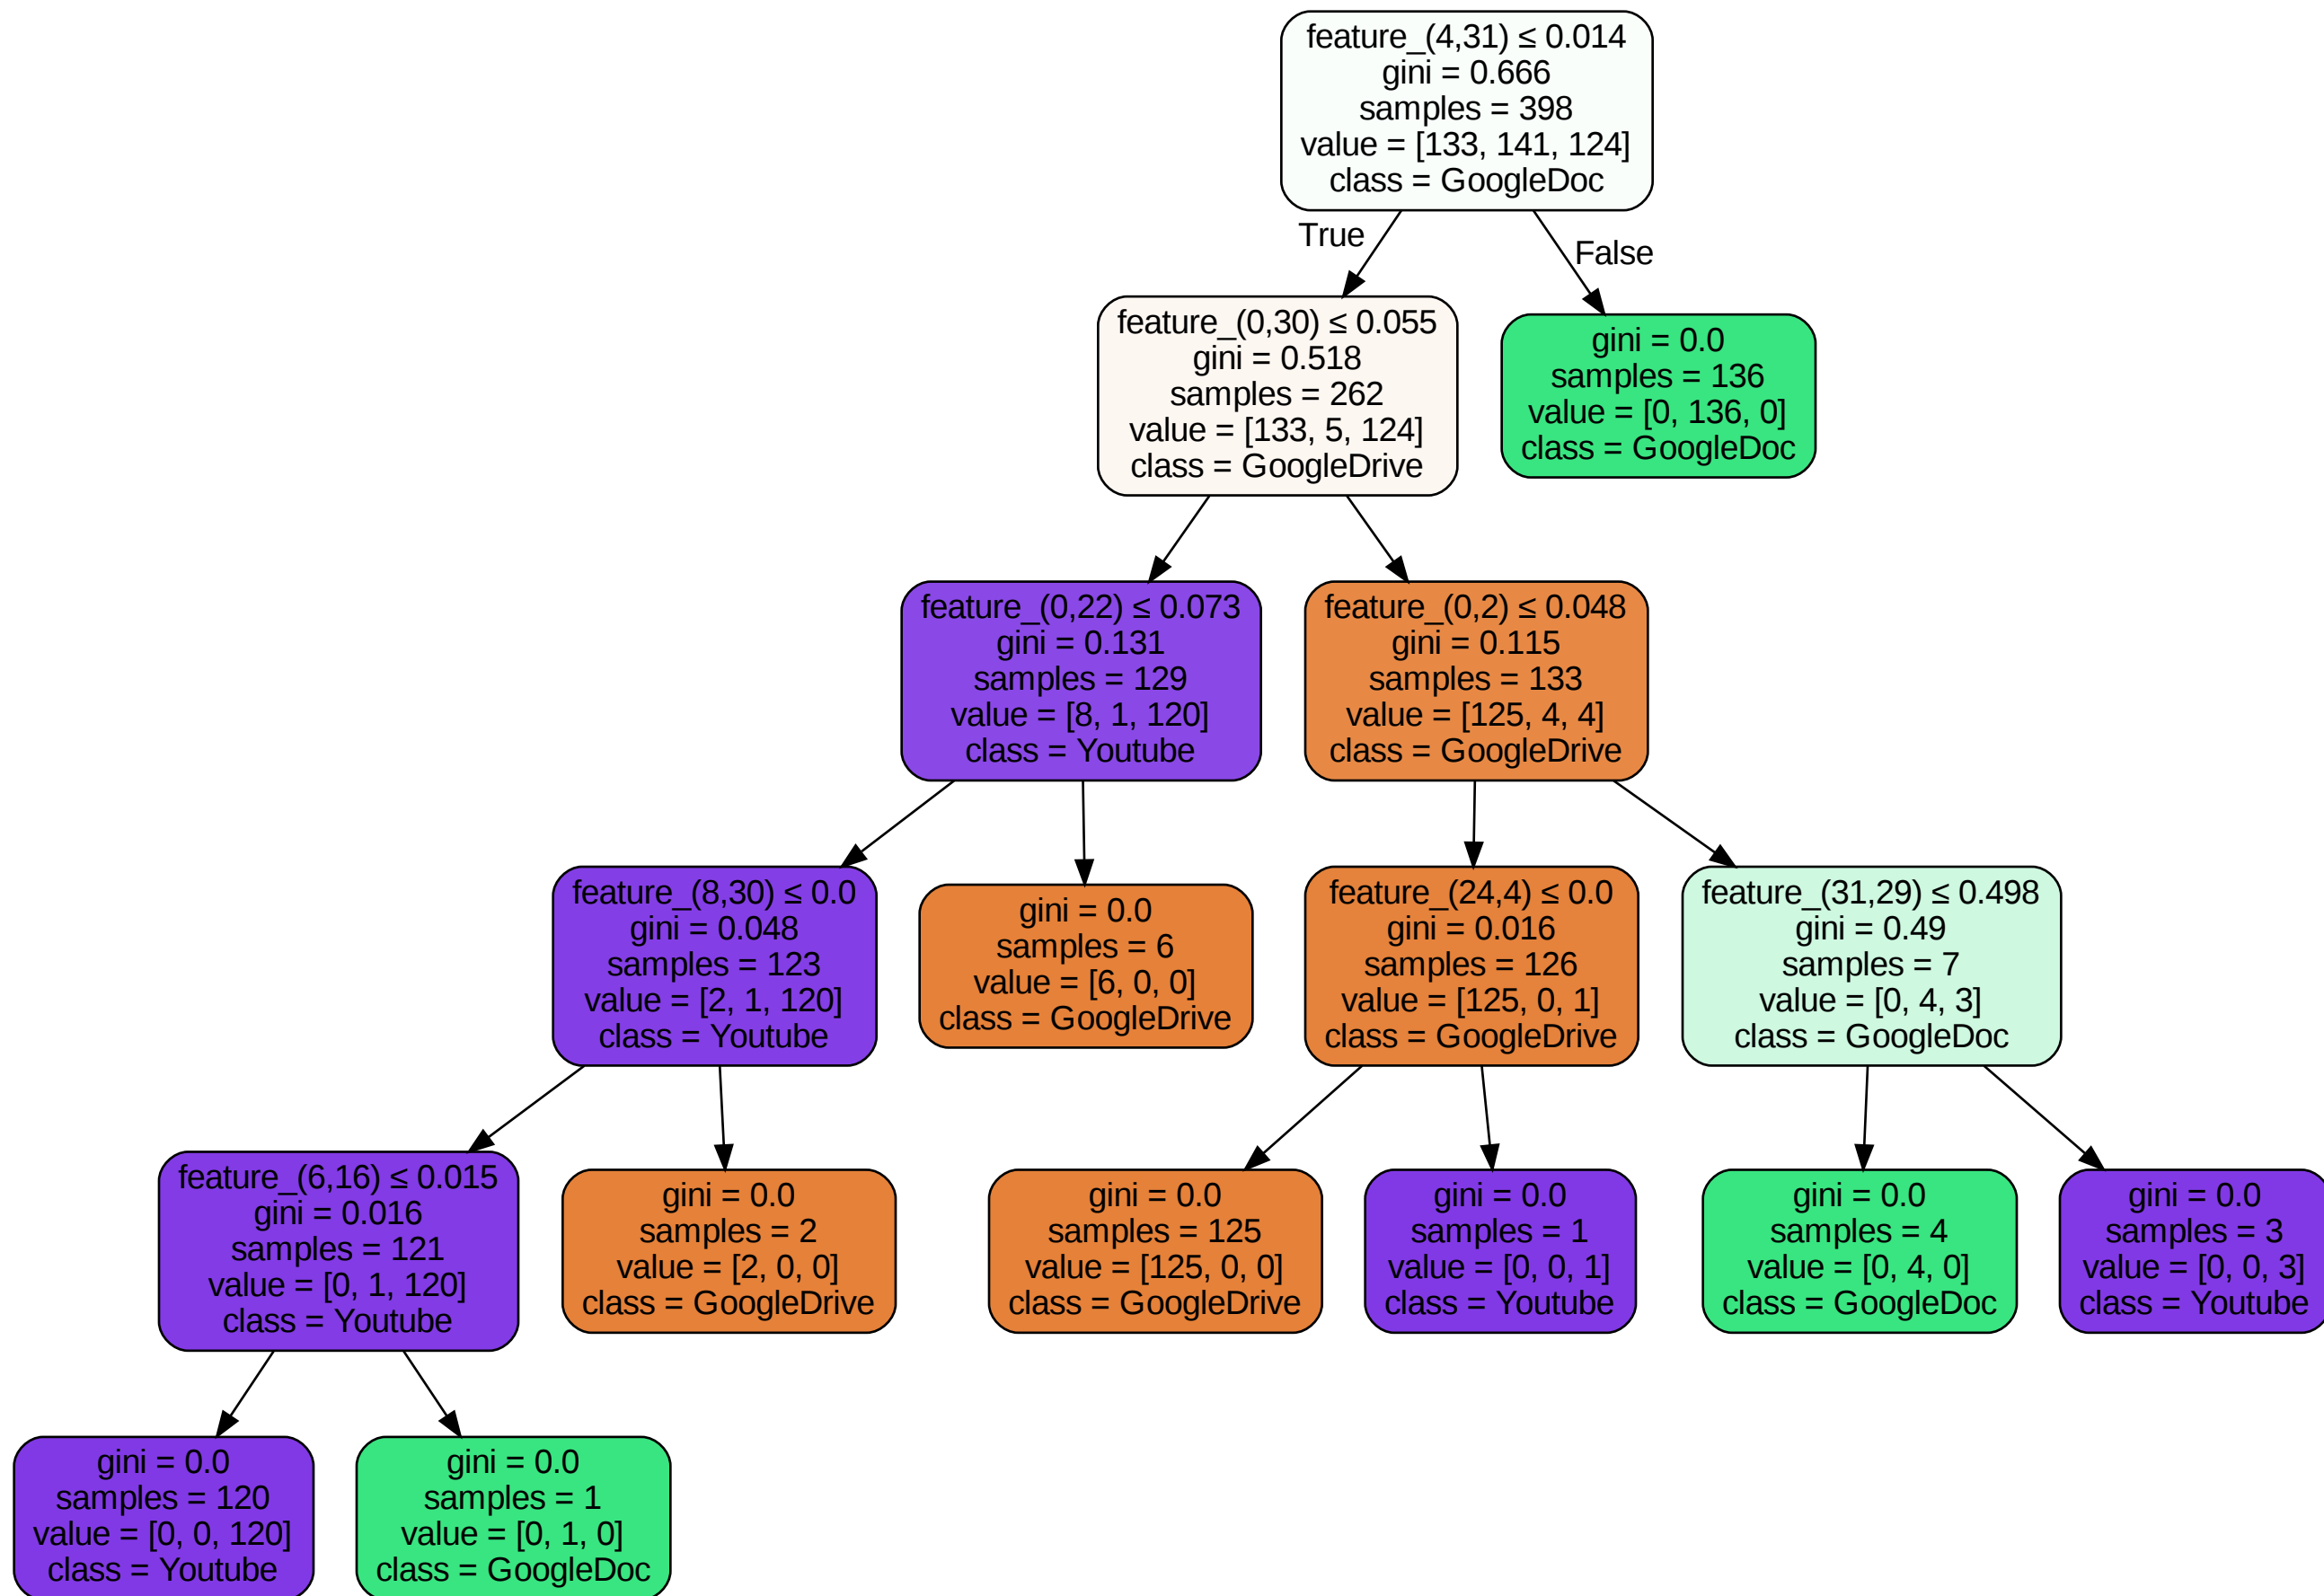 feature_(4,31) ≤ 0.014
gini = 0.666
samples = 398
value = [133, 141, 124]
class = GoogleDoc
True
False
feature_(0,30) ≤ 0.055
gini = 0.518
samples = 262
value = [133, 5, 124]
class = GoogleDrive
gini = 0.0
samples = 136
value = [0, 136, 0]
class = GoogleDoc
feature_(0,22) ≤ 0.073
gini = 0.131
samples = 129
value = [8, 1, 120]
class = Youtube
feature_(0,2) ≤ 0.048
gini = 0.115
samples = 133
value = [125, 4, 4]
class = GoogleDrive
feature_(8,30) ≤ 0.0
gini = 0.048
samples = 123
value = [2, 1, 120]
class = Youtube
gini = 0.0
samples = 6
value = [6, 0, 0]
class = GoogleDrive
feature_(24,4) ≤ 0.0
gini = 0.016
samples = 126
value = [125, 0, 1]
class = GoogleDrive
feature_(31,29) ≤ 0.498
gini = 0.49
samples = 7
value = [0, 4, 3]
class = GoogleDoc
feature_(6,16) ≤ 0.015
gini = 0.016
samples = 121
value = [0, 1, 120]
class = Youtube
gini = 0.0
samples = 2
value = [2, 0, 0]
class = GoogleDrive
gini = 0.0
samples = 125
value = [125, 0, 0]
class = GoogleDrive
gini = 0.0
samples = 1
value = [0, 0, 1]
class = Youtube
gini = 0.0
samples = 4
value = [0, 4, 0]
class = GoogleDoc
gini = 0.0
samples = 3
value = [0, 0, 3]
class = Youtube
gini = 0.0
samples = 120
value = [0, 0, 120]
class = Youtube
gini = 0.0
samples = 1
value = [0, 1, 0]
class = GoogleDoc